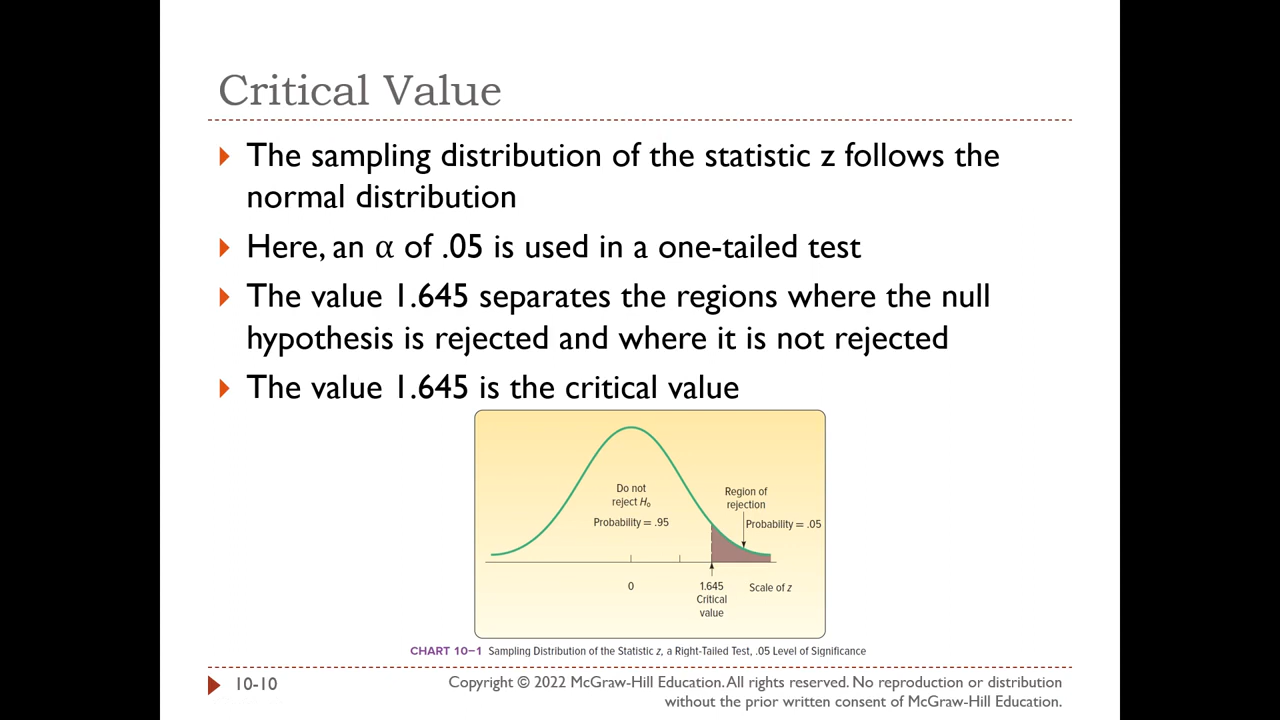 Critical Value
The sampling distribution of the statistic z follows the
normal distribution
Here, an α of .05 is used in a one-tailed test
The value 1.645 separates the regions where the null
hypothesis is rejected and where it is not rejected
The value 1.645 is the critical value
Do not
reject H₀
Probability = .95
Region of
rejection
Probability = .05
0
1.645
Critical
value
Scale of z
CHART 10–1 Sampling Distribution of the Statistic z, a Right-Tailed Test, .05 Level of Significance
10-10
Copyright © 2022 McGraw-Hill Education. All rights reserved. No reproduction or distribution
without the prior written consent of McGraw-Hill Education.